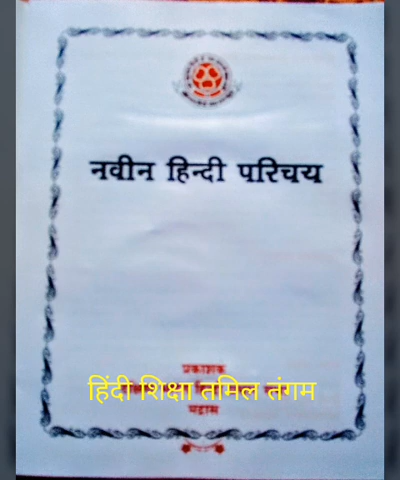 नवीन हिन्दी परिचय
प्रकाशक
हिंदी शिक्षा तमिल तंगम
मद्रास